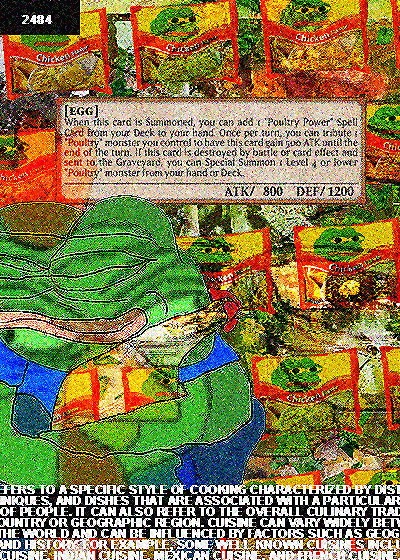 2484
Chicken
Chicken
Chicken
[EGG]
When this card is Summoned, you can add 1 "Poultry Power" Spell
Card from your Deck to your hand. Once per turn, you can tribute 1
"Poultry" monster you control to have this card gain 500 ATK until the
end of the turn. If this card is destroyed by battle or card effect and
sent to the Graveyard, you can Special Summon 1 Level 4 or lower
"Poultry" monster from your hand or Deck.
ATK/ 800 DEF/ 1200
EFERS TO A SPECIFIC STYLE OF COOKING CHARACTERIZED BY DIST
NIQUES, AND DISHES THAT ARE ASSOCIATED WITH A PARTICULAR
OF PEOPLE. IT CAN ALSO REFER TO THE OVERALL CULINARY TRAD
OUNTRY OR GEOGRAPHIC REGION. CUISINE CAN VARY WIDELY BET
THE WORLD AND CAN BE INFLUENCED BY FACTORS SUCH AS GEOG
AND HISTORY. FOR EXAMPLE, SOME WELL-KNOWN CUISINES INCL
CUISINE, INDIAN CUISINE, MEXICAN CUISINE, AND